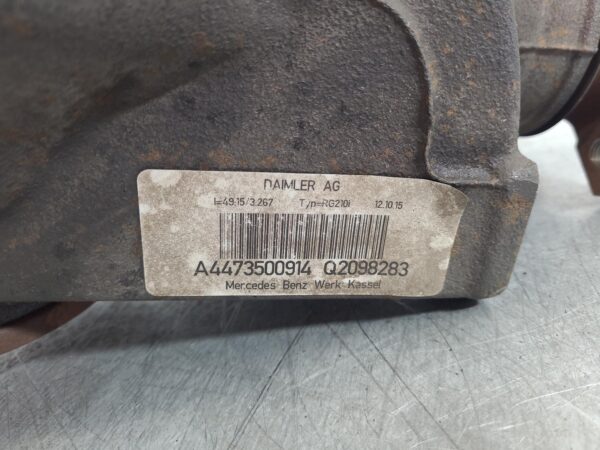 DAIMLER AG
i=49.15/3.267 Typ=RG210I 12.10.15
A4473500914 Q2098283
Mercedes Benz Werk Kassel